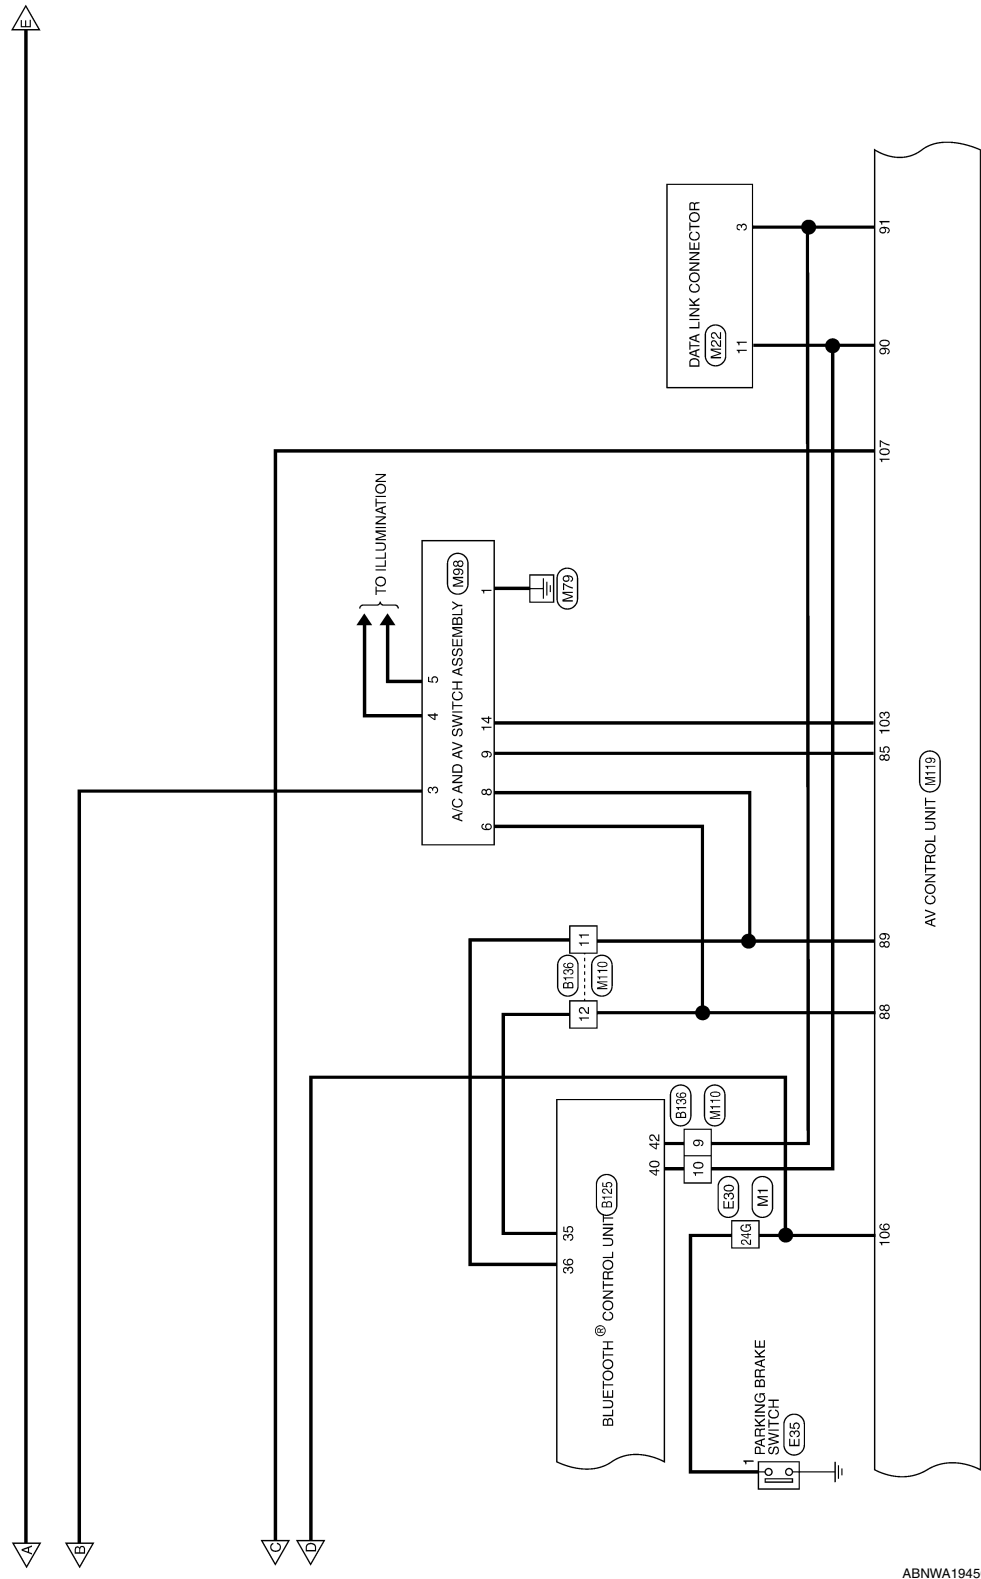 E
91
3
DATA LINK CONNECTOR
M22
11
90
107
TO ILLUMINATION
A/C AND AV SWITCH ASSEMBLY
M98
1
M79
5
4
14
103
9
85
3
8
6
AV CONTROL UNIT
M119
11
89
B136
M110
12
88
B136
M110
42
9
40
10
BLUETOOTH® CONTROL UNIT
B125
35
36
E30
M1
24G
106
1
PARKING BRAKE
SWITCH
E35
A
B
C
D
ABNWA1945